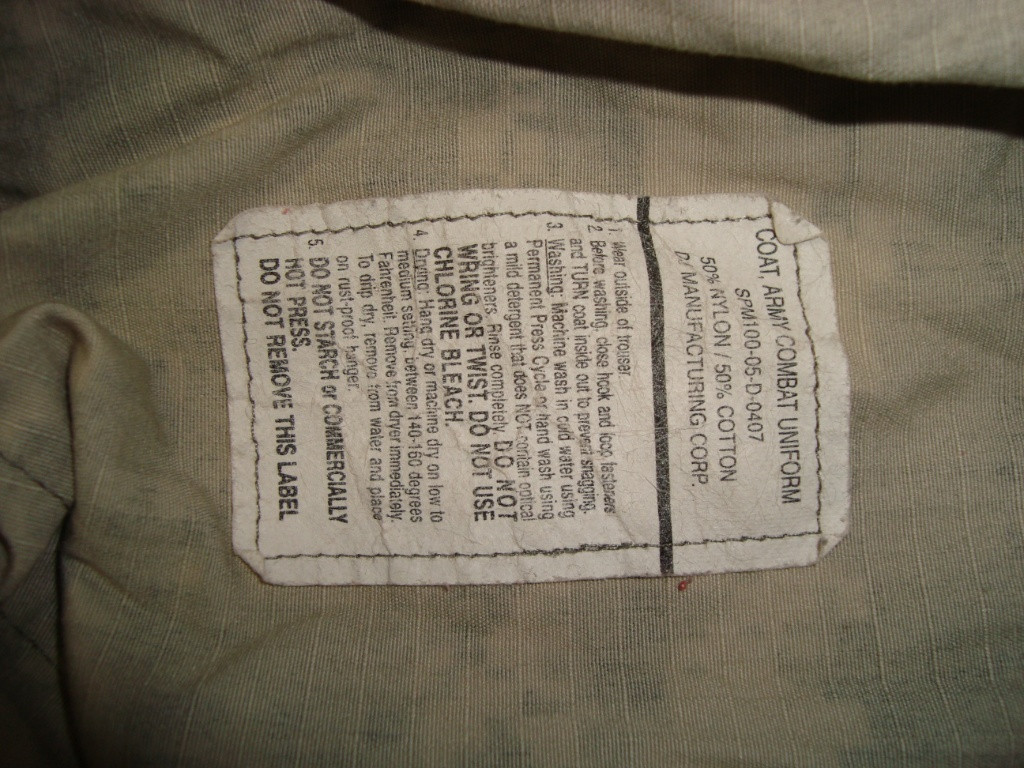 COAT, ARMY COMBAT UNIFORM
SPM100-05-D-0407
50% NYLON / 50% COTTON
DJ MANUFACTURING CORP.
1. Wear outside of trouser.
2. Before washing, close hook and loop fasteners
and TURN coat inside out to prevent snagging.
3. Washing: Machine wash in cold water using
Permanent Press Cycle or hand wash using
a mild detergent that does NOT contain optical
brighteners. Rinse completely. DO NOT
WRING OR TWIST. DO NOT USE
CHLORINE BLEACH.
4. Drying: Hang dry or machine dry on low to
medium setting, between 140-160 degrees
Fahrenheit. Remove from dryer immediately.
To drip dry, remove from water and place
on rustproof hanger.
5. DO NOT STARCH or COMMERCIALLY
HOT PRESS.
DO NOT REMOVE THIS LABEL